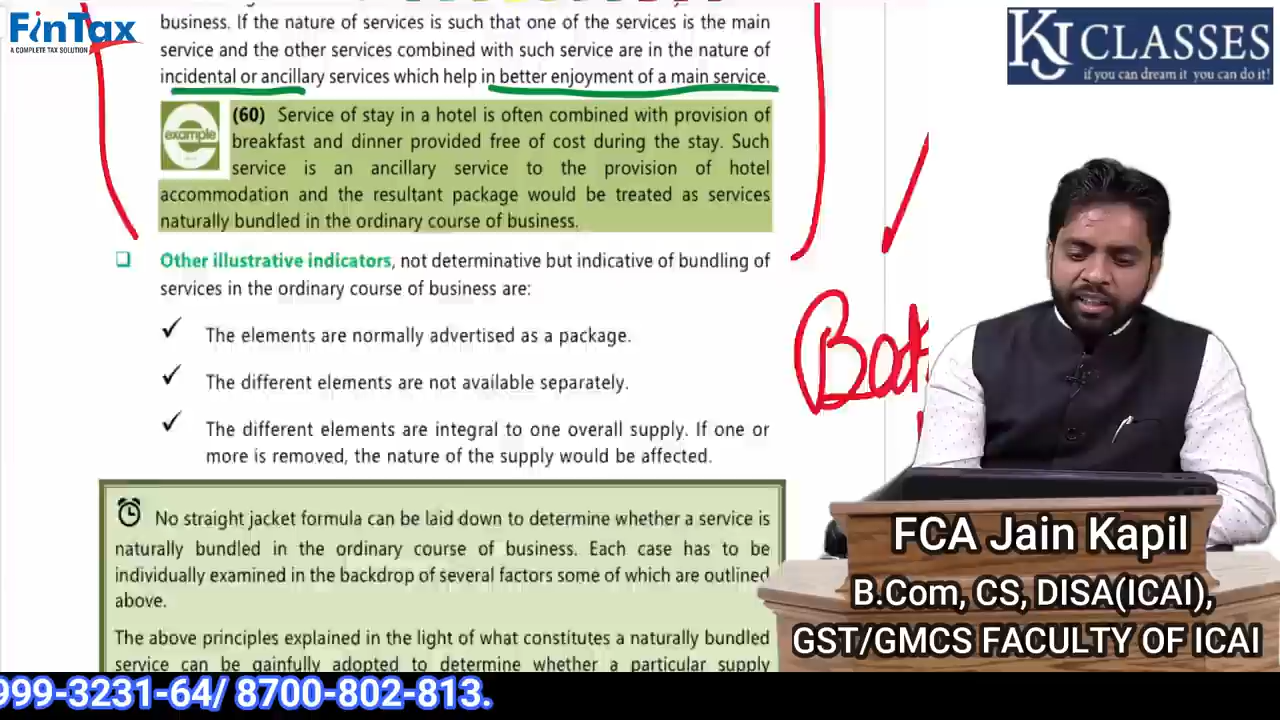 FinTax
A COMPLETE TAX SOLUTION
KJ CLASSES
if you can dream it you can do it!
business. If the nature of services is such that one of the services is the main
service and the other services combined with such service are in the nature of
incidental or ancillary services which help in better enjoyment of a main service.
example
(60) Service of stay in a hotel is often combined with provision of
breakfast and dinner provided free of cost during the stay. Such
service is an ancillary service to the provision of hotel
accommodation and the resultant package would be treated as services
naturally bundled in the ordinary course of business.
Other illustrative indicators, not determinative but indicative of bundling of
services in the ordinary course of business are:
The elements are normally advertised as a package.
The different elements are not available separately.
The different elements are integral to one overall supply. If one or
more is removed, the nature of the supply would be affected.
No straight jacket formula can be laid down to determine whether a service is
naturally bundled in the ordinary course of business. Each case has to be
individually examined in the backdrop of several factors some of which are outlined
above.
The above principles explained in the light of what constitutes a naturally bundled
service can be gainfully adopted to determine whether a particular supply
FCA Jain Kapil
B.Com, CS, DISA(ICAI),
GST/GMCS FACULTY OF ICAI
999-3231-64/ 8700-802-813.